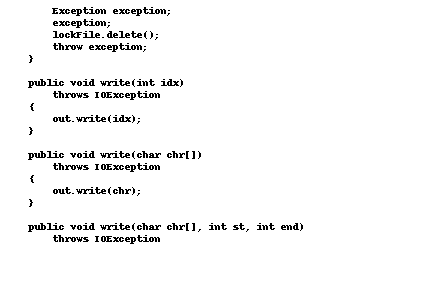 Exception exception;
exception;
lockFile.delete();
throw exception;
}
public void write(int idx)
throws IOException
{
out.write(idx);
}
public void write(char chr[])
throws IOException
{
out.write(chr);
}
public void write(char chr[], int st, int end)
throws IOException